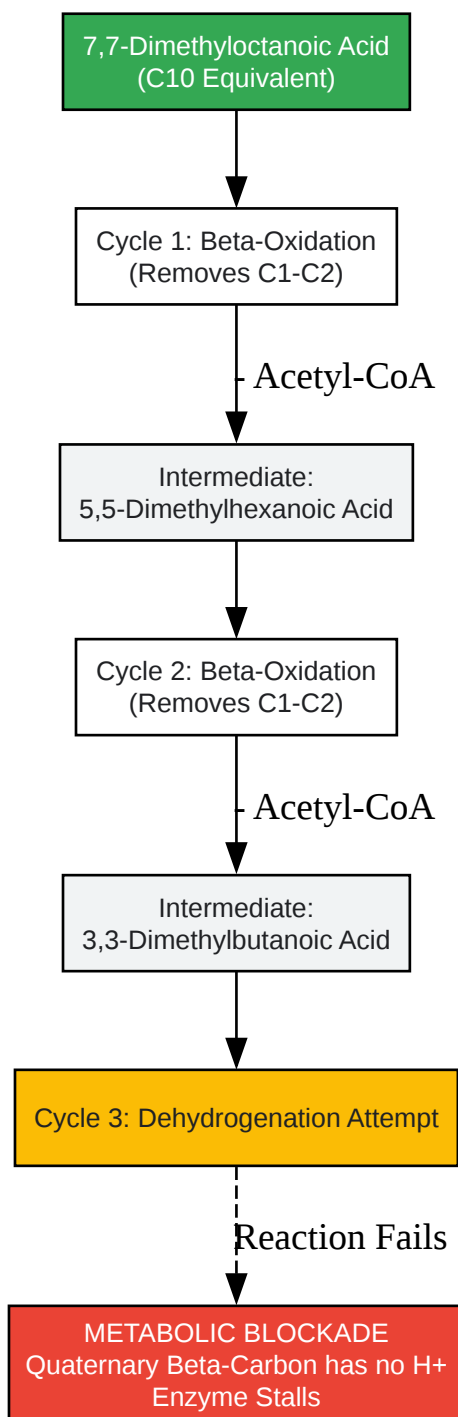 7,7-Dimethyloctanoic Acid
(C10 Equivalent)
Cycle 1: Beta-Oxidation
(Removes C1-C2)
- Acetyl-CoA
Intermediate:
5,5-Dimethylhexanoic Acid
Cycle 2: Beta-Oxidation
(Removes C1-C2)
- Acetyl-CoA
Intermediate:
3,3-Dimethylbutanoic Acid
Cycle 3: Dehydrogenation Attempt
Reaction Fails
METABOLIC BLOCKADE
Quaternary Beta-Carbon has no H+
Enzyme Stalls